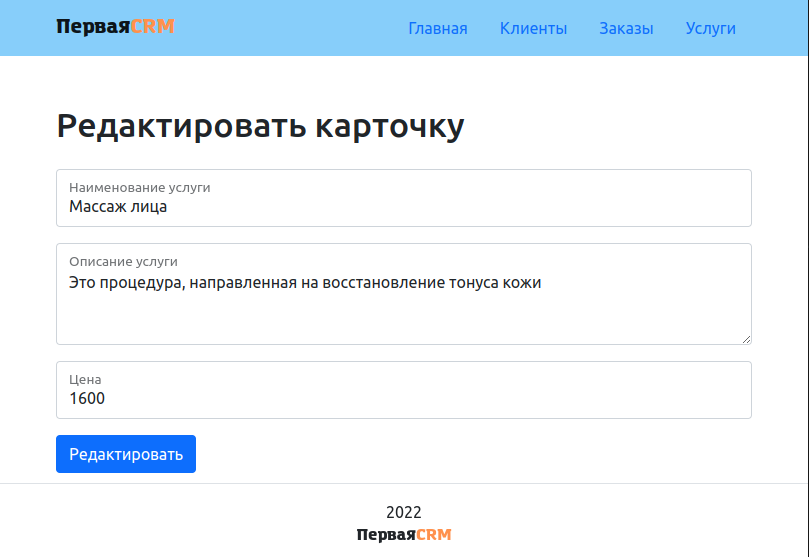 ПерваяCRM
Главная Клиенты Заказы Услуги
Редактировать карточку
Наименование услуги
Массаж лица
Описание услуги
Это процедура, направленная на восстановление тонуса кожи
Цена
1600
Редактировать
2022
ПерваяCRM